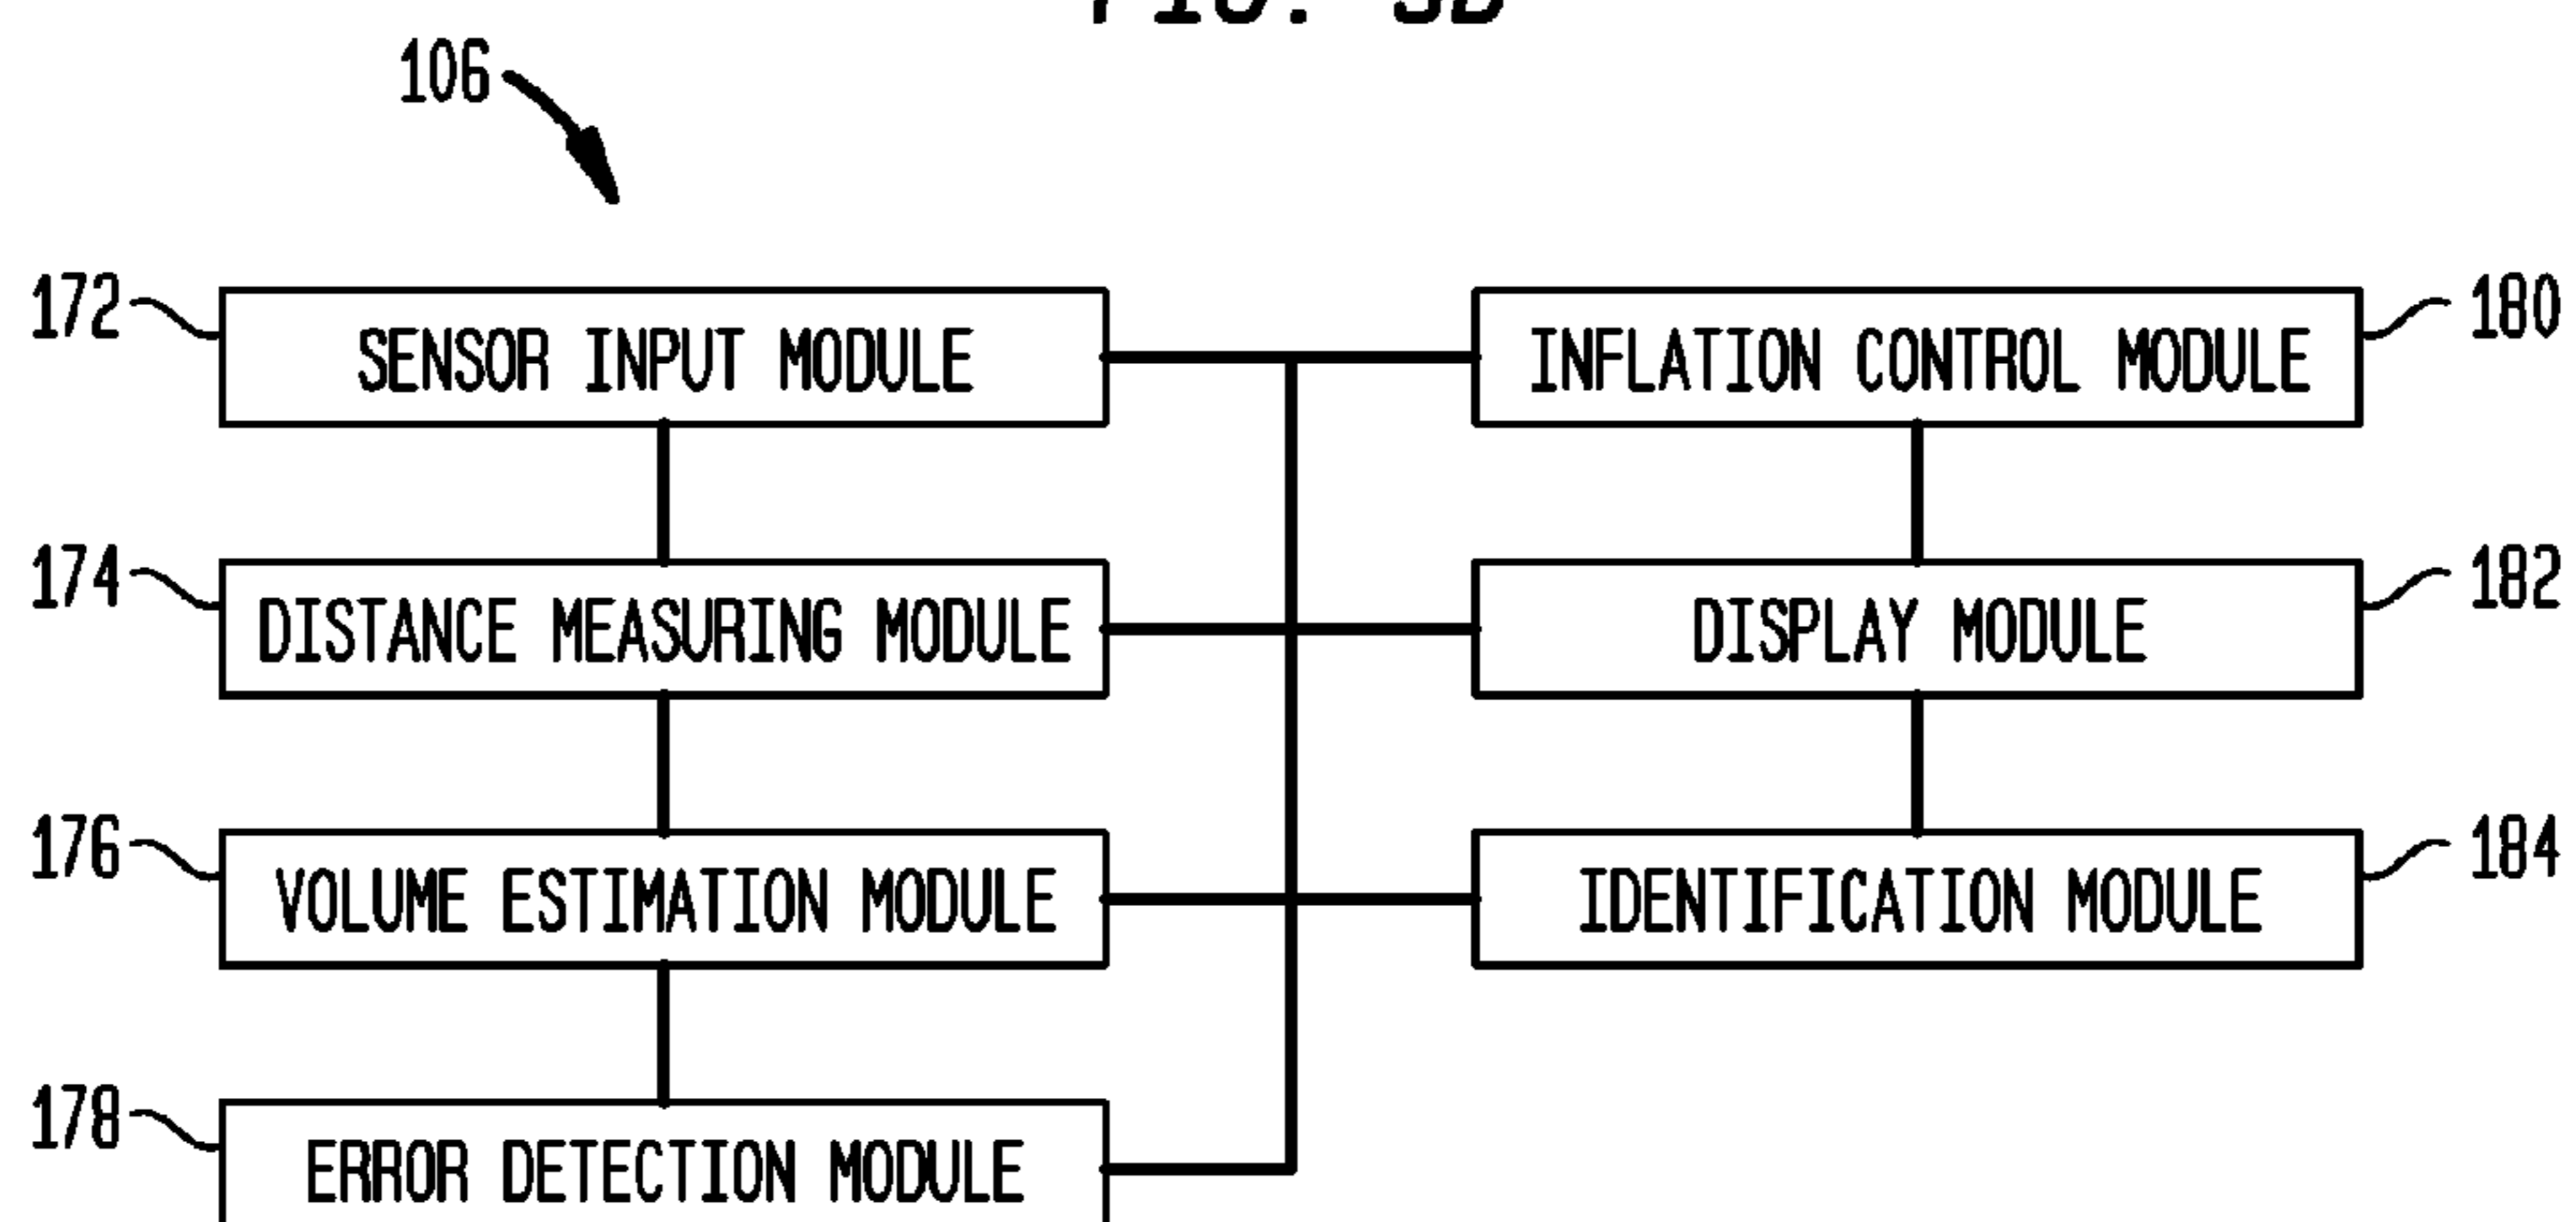 106
172
SENSOR INPUT MODULE
INFLATION CONTROL MODULE
180
174
DISTANCE MEASURING MODULE
DISPLAY MODULE
182
176
VOLUME ESTIMATION MODULE
IDENTIFICATION MODULE
184
178
ERROR DETECTION MODULE